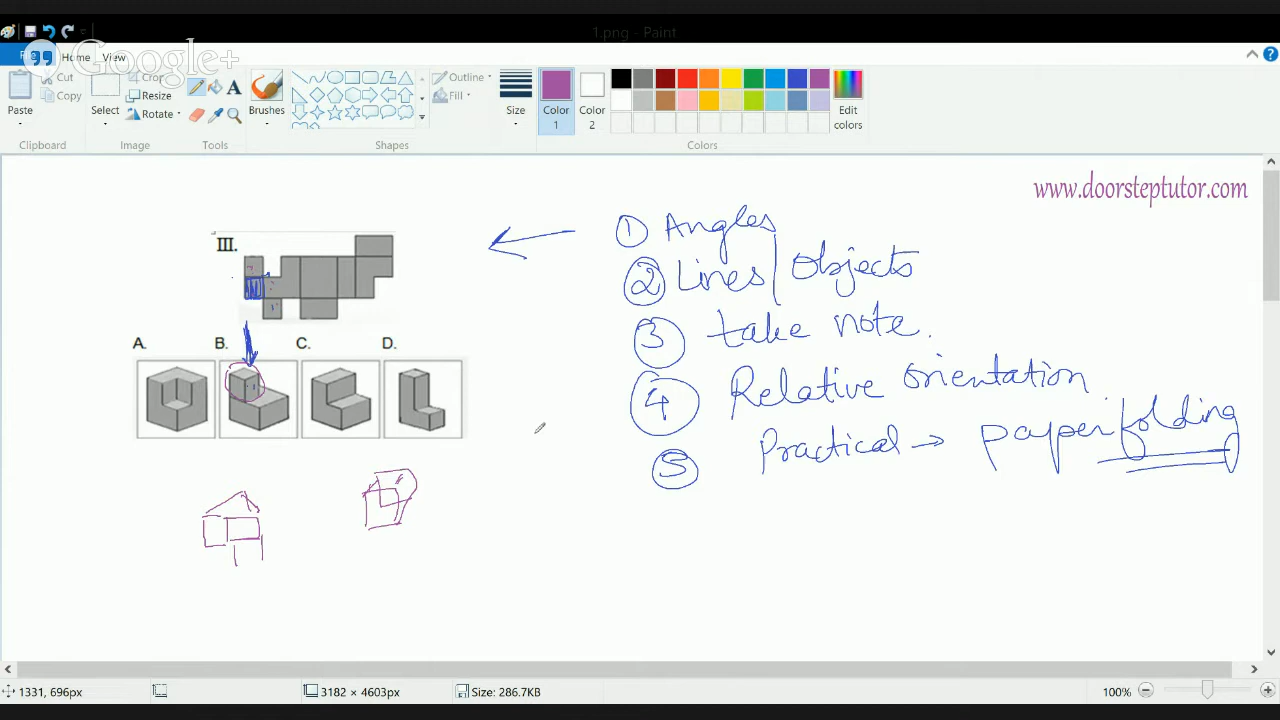 1.png - Paint
Google+
File
Home
View
Paste
Cut
Copy
Clipboard
Select
Crop
Resize
Rotate
Image
Tools
Brushes
Shapes
Outline
Fill
Size
Color
1
Color
2
Edit
colors
Colors
www.doorsteptutor.com
III.
A. B. C. D.
① Angles
② Lines | objects
③ take note.
④ Relative orientation
⑤ Practical → paper folding
1331, 696px
3182 × 4603px
Size: 286.7KB
100%